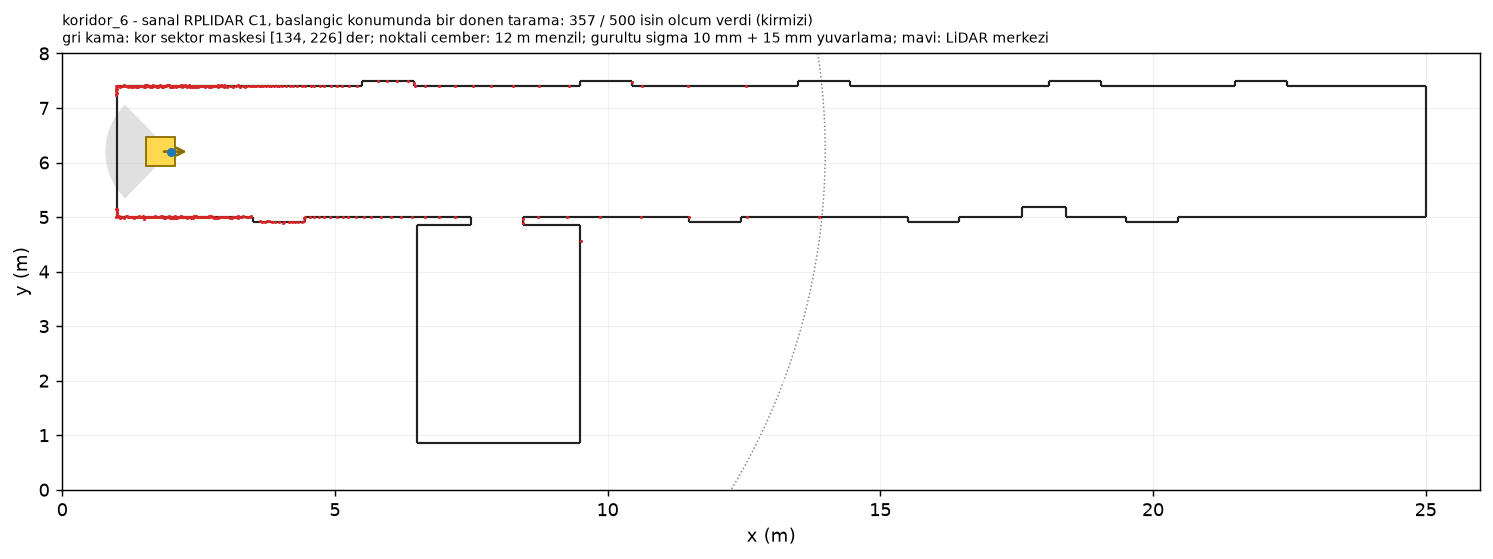 koridor_6 - sanal RPLIDAR C1, baslangic konumunda bir donen tarama: 357 / 500 isin olcum verdi (kirmizi)
gri kama: kor sektor maskesi [134, 226] der; noktali cember: 12 m menzil; gurultu sigma 10 mm + 15 mm yuvarlama; mavi: LiDAR merkezi
8
7
6
5
4
3
2
1
0
y (m)
0 5 10 15 20 25
x (m)